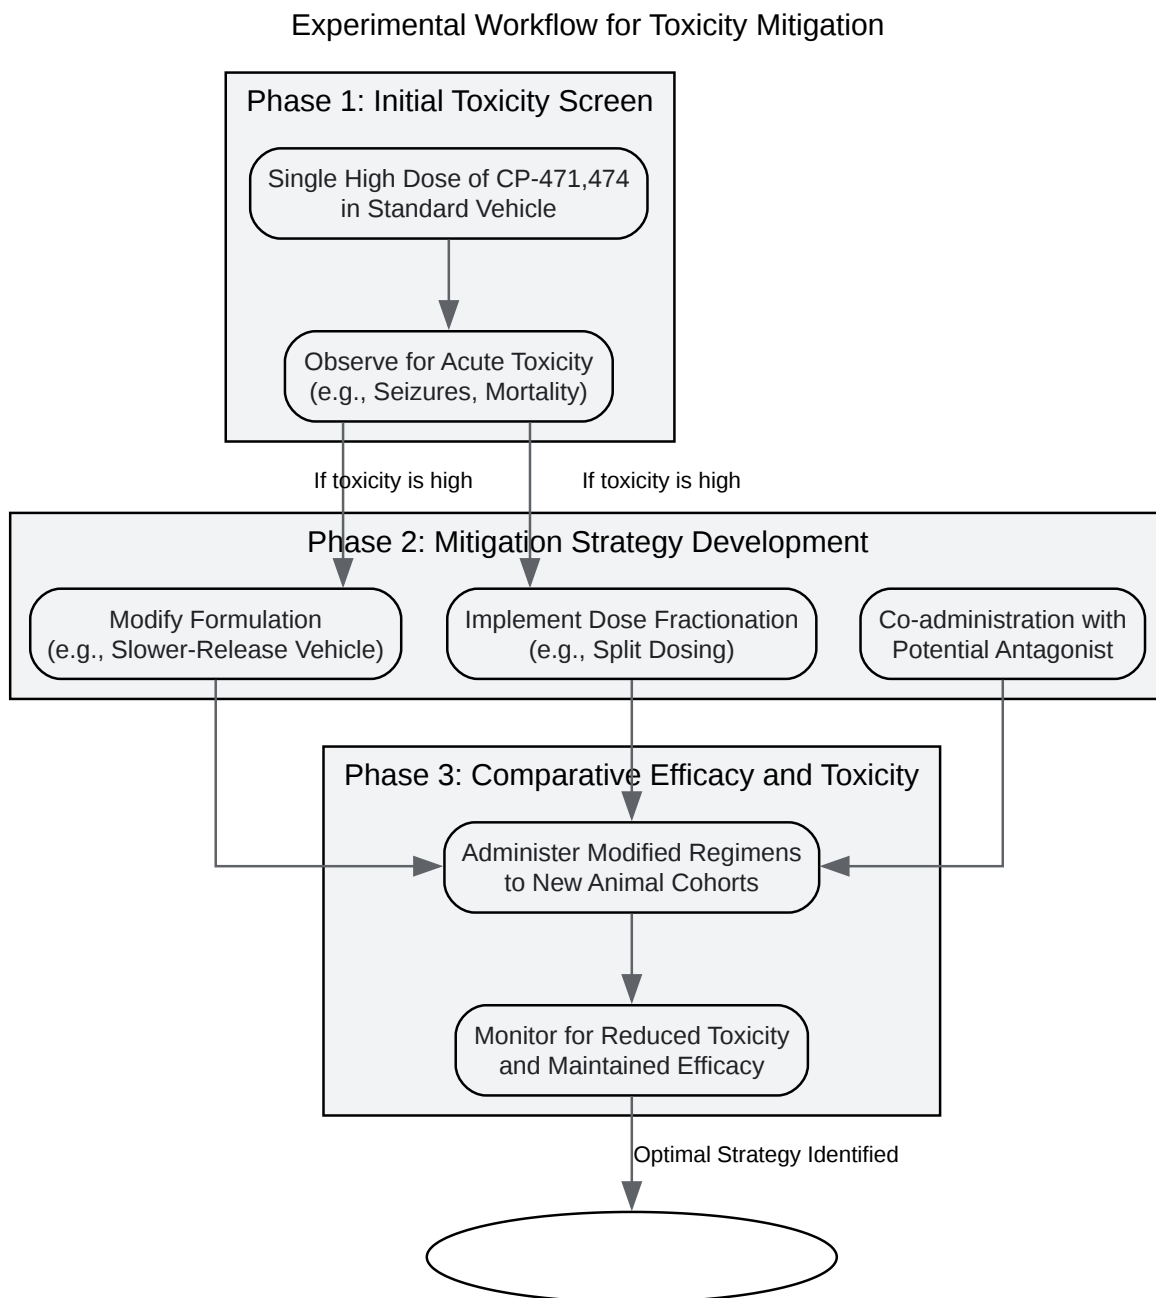 Experimental Workflow for Toxicity Mitigation
Phase 1: Initial Toxicity Screen
Single High Dose of CP-471,474
in Standard Vehicle
Observe for Acute Toxicity
(e.g., Seizures, Mortality)
If toxicity is high
If toxicity is high
Phase 2: Mitigation Strategy Development
Modify Formulation
(e.g., Slower-Release Vehicle)
Implement Dose Fractionation
(e.g., Split Dosing)
Co-administration with
Potential Antagonist
Phase 3: Comparative Efficacy and Toxicity
Administer Modified Regimens
to New Animal Cohorts
Monitor for Reduced Toxicity
and Maintained Efficacy
Optimal Strategy Identified